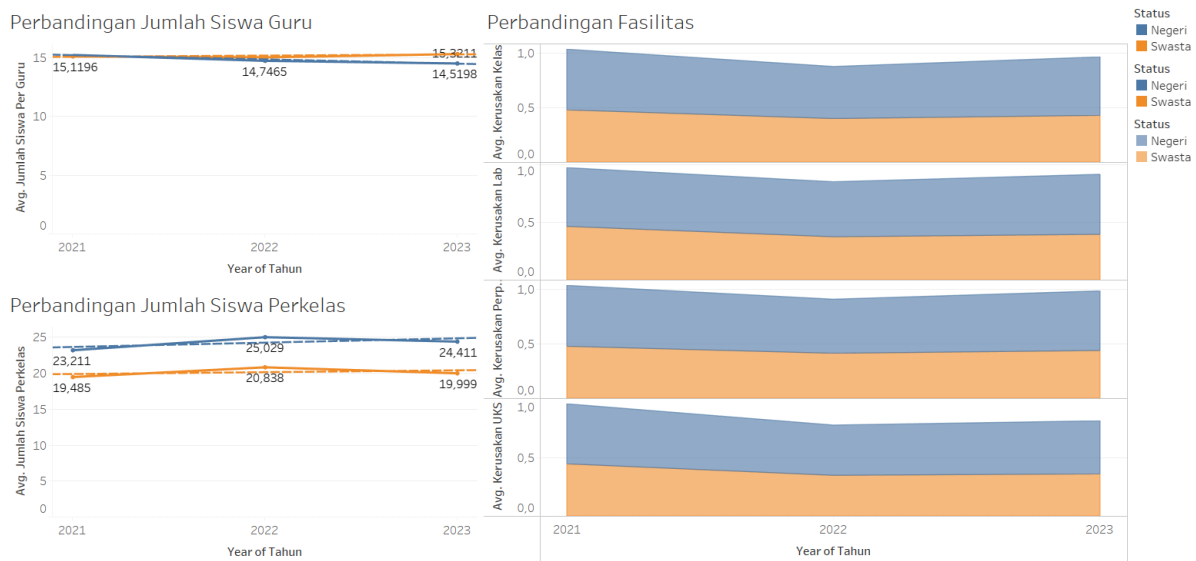 Perbandingan Jumlah Siswa Guru
Avg. Jumlah Siswa Per Guru
15
10
5
0
15,1196
14,7465
15,3211
14,5198
2021
2022
2023
Year of Tahun
Perbandingan Jumlah Siswa Perkelas
Avg. Jumlah Siswa Perkelas
25
20
15
10
5
0
23,211
25,029
24,411
19,485
20,838
19,999
2021
2022
2023
Year of Tahun
Perbandingan Fasilitas
Avg. Kerusakan Kelas
1,0
0,5
0,0
Avg. Kerusakan Lab
1,0
0,5
0,0
Avg. Kerusakan Perp..
1,0
0,5
0,0
Avg. Kerusakan UKS
1,0
0,5
0,0
2021
2022
2023
Year of Tahun
Status
Negeri
Swasta
Status
Negeri
Swasta
Status
Negeri
Swasta